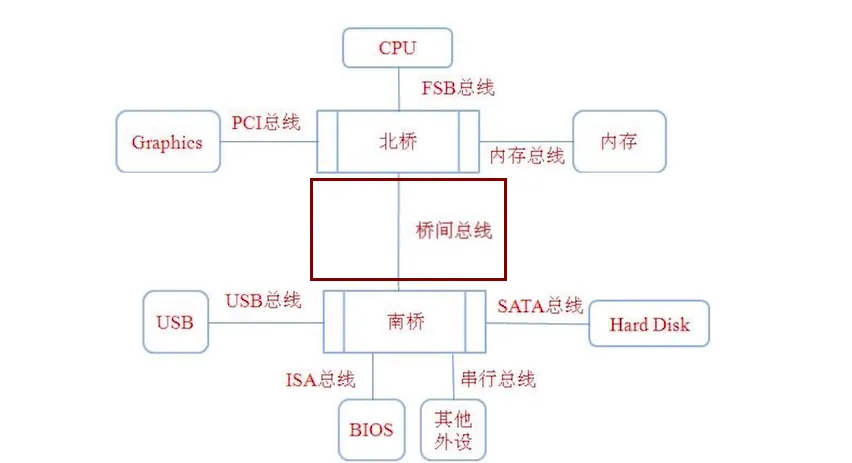 CPU
FSB总线
Graphics
PCI总线
北桥
内存总线
内存
桥间总线
USB
USB总线
南桥
SATA总线
Hard Disk
ISA总线
串行总线
BIOS
其他
外设